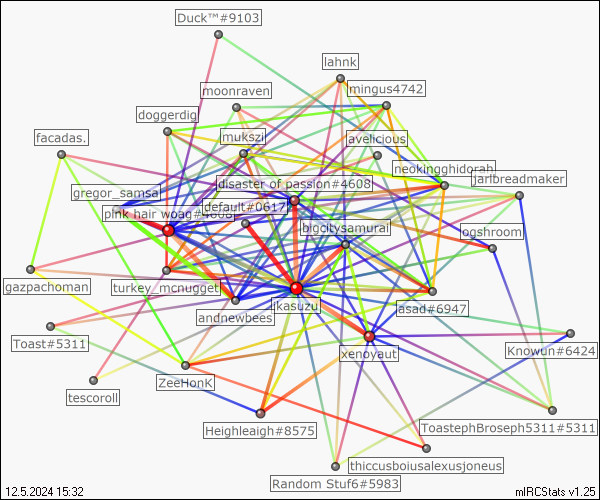 Duck™#9103
lahnk
moonraven
mingus4742
doggerdig
mukszi
avelicious
facadas.
neokingghidorah
jartbreadmaker
disaster of passion#4608
gregor_samsa
default#0617
pink hair woag#4608
bigcitysamurai
ogshroom
gazpachoman
turkey_mcnugget
ikasuzu
asad#6947
andnewbees
Toast#5311
xenoyaut
Knowun#6424
ZeeHonK
tescoroll
Heighleaigh#8575
ToastephBroseph5311#5311
thiccusboiusalexusjoneus
Random Stuf6#5983
12.5.2024 15:32
mIRCStats v1.25